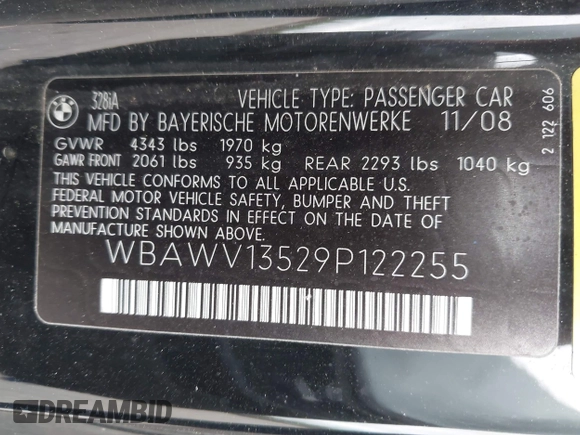 BMW
328iA
VEHICLE TYPE: PASSENGER CAR
MFD BY BAYERISCHE MOTORENWERKE 11/08
GVWR 4343 lbs 1970 kg
GAWR FRONT 2061 lbs 935 kg REAR 2293 lbs 1040 kg
THIS VEHICLE CONFORMS TO ALL APPLICABLE U.S.
FEDERAL MOTOR VEHICLE SAFETY, BUMPER AND THEFT
PREVENTION STANDARDS IN EFFECT ON THE DATE OF
MANUFACTURE SHOWN ABOVE.
WBAWV13529P122255
2 122 606
DREAMBID